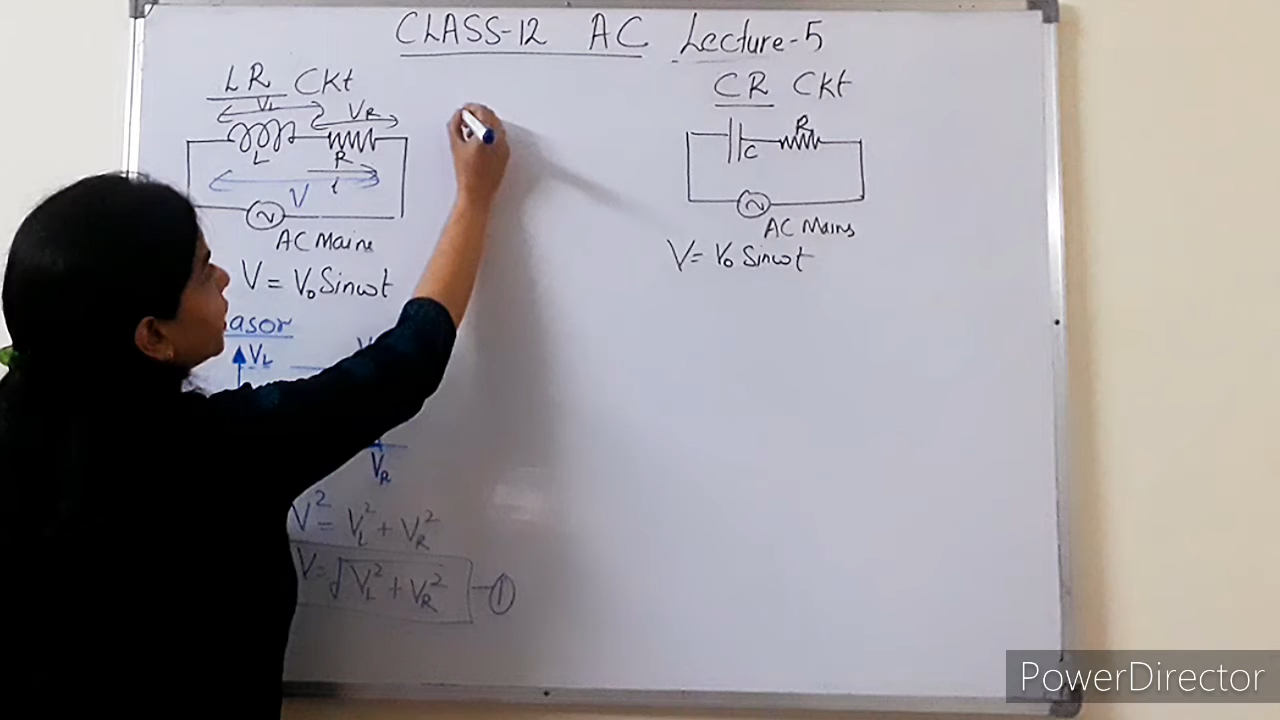 CLASS-12 AC Lecture-5
LR Ckt
VL
VR
L
R
i
V
AC Mains
V = V₀ Sinωt
asor
VL
VR
V² = VL² + VR²
V = √VL² + VR² —①
CR Ckt
C
R
AC Mains
V = V₀ Sinωt
PowerDirector